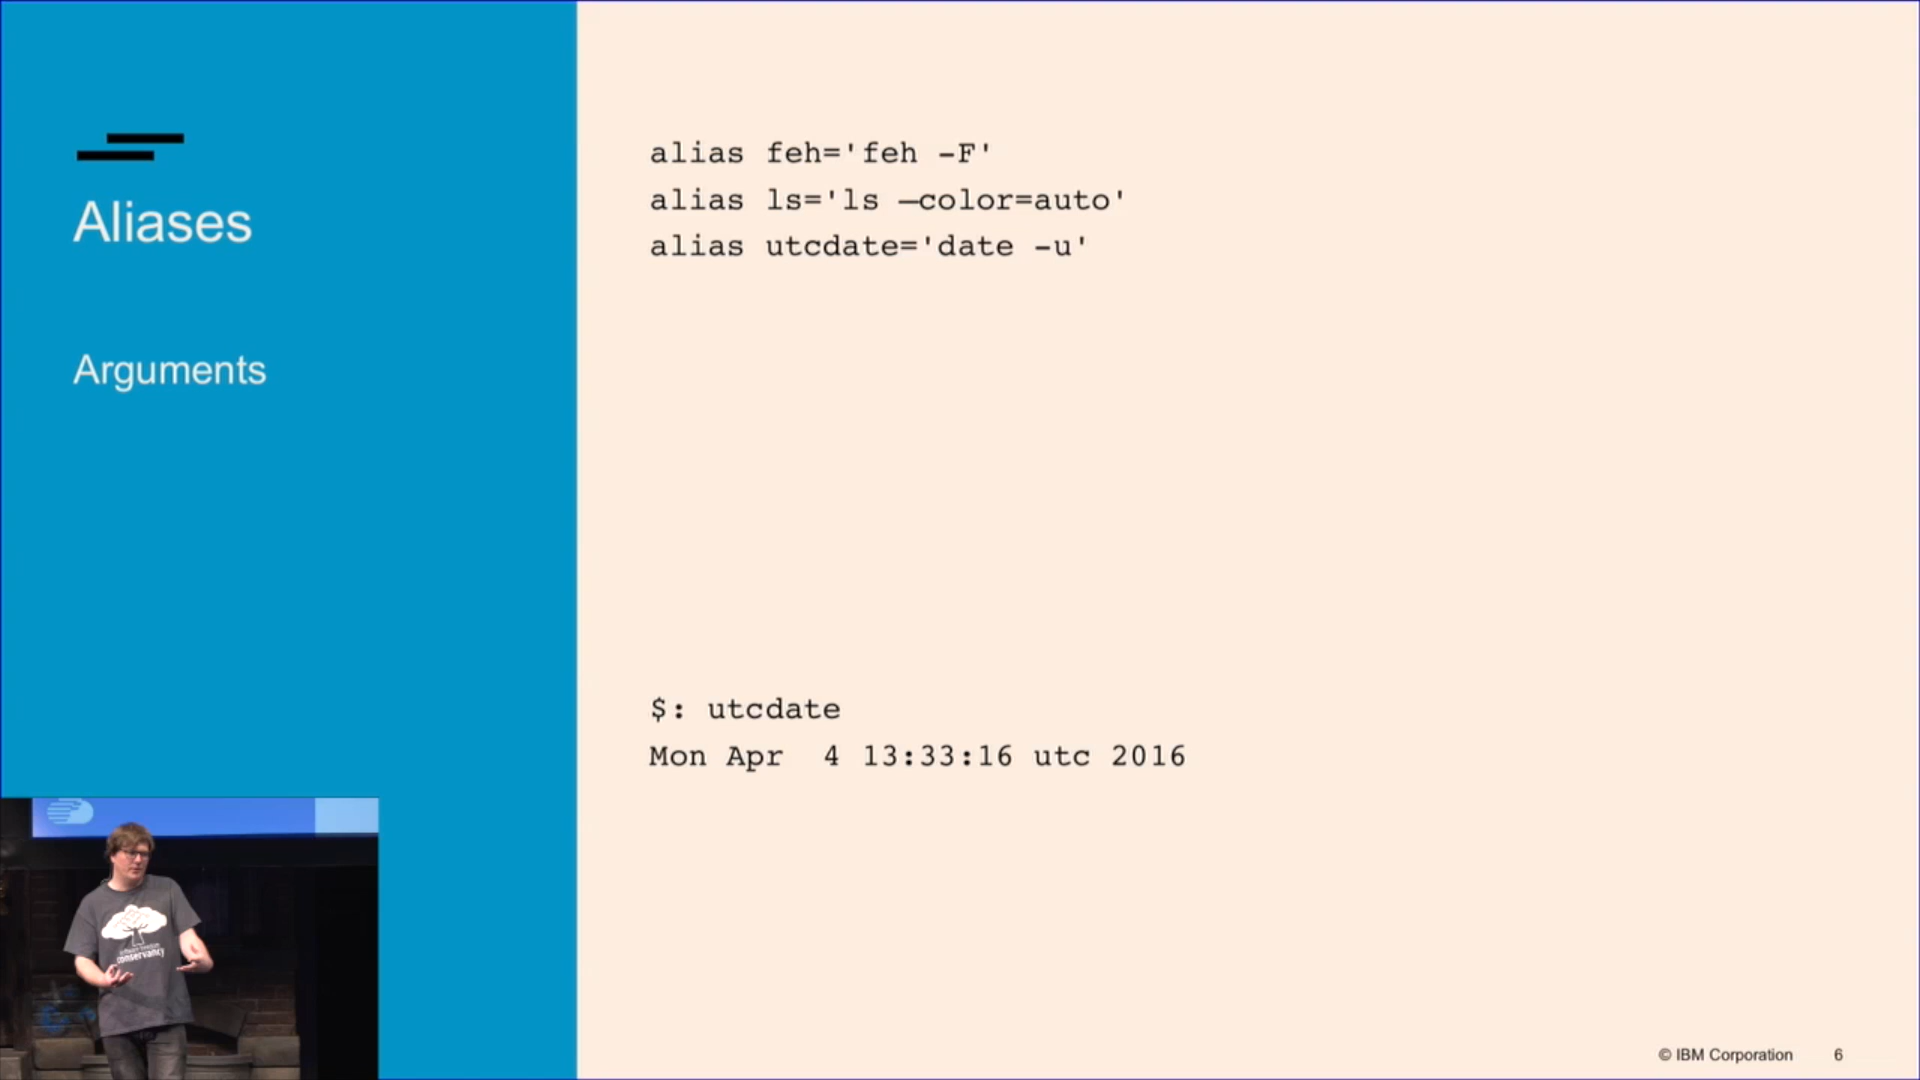 Aliases
Arguments
alias feh='feh -F'
alias ls='ls —color=auto'
alias utcdate='date -u'
$: utcdate
Mon Apr  4 13:33:16 utc 2016
conservancy
© IBM Corporation 6